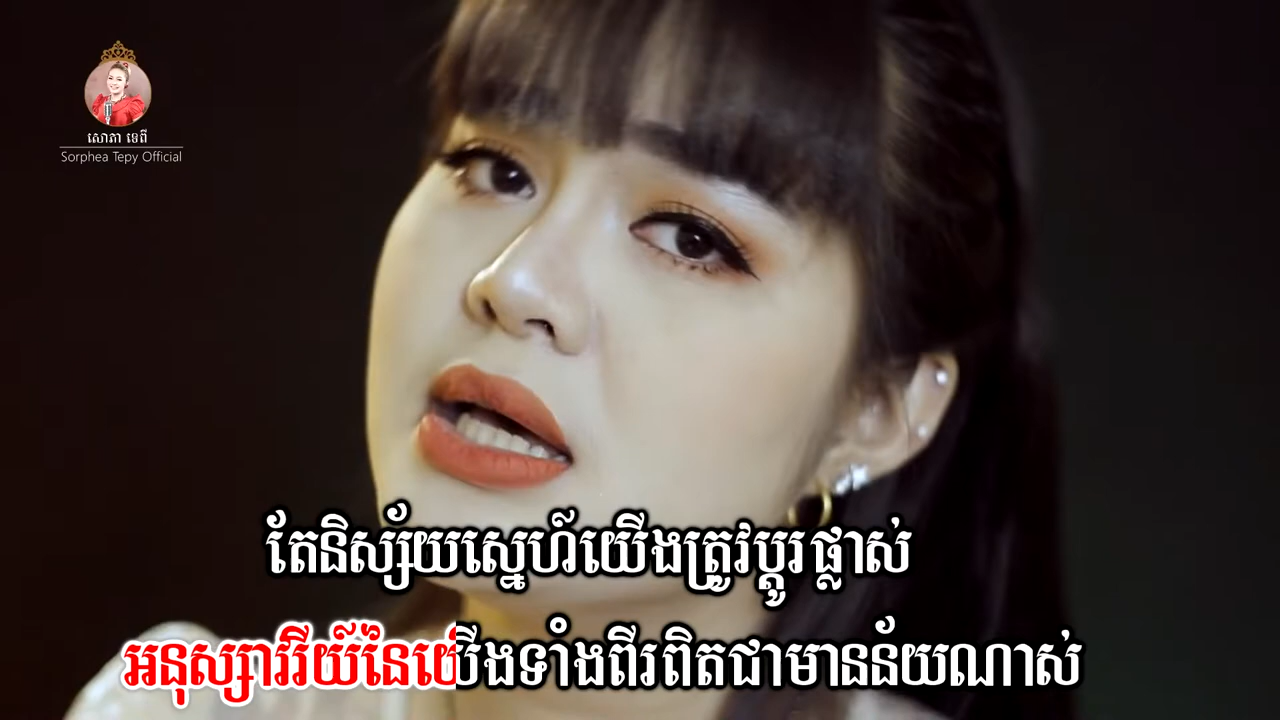 សោភា ទេពី
Sorphea Tepy Official
តែនិស្ស័យស្នេហ៍យើងត្រូវប្ដូរផ្លាស់
អនុស្សាវរីយ៍នៃយើងទាំងពីរពិតជាមានន័យណាស់